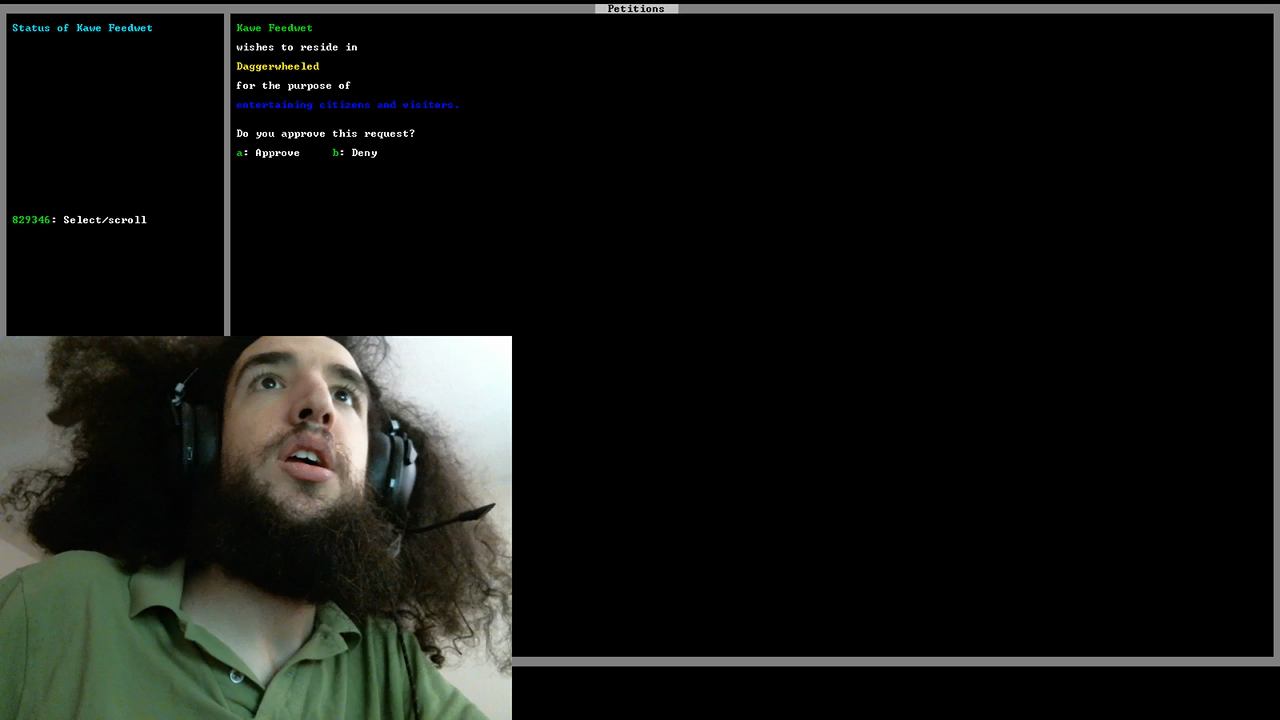 Petitions
Status of Kawe Feedwet
Kawe Feedwet
wishes to reside in
Daggerwheeled
for the purpose of
entertaining citizens and visitors.
Do you approve this request?
a: Approve b: Deny
829346: Select/scroll